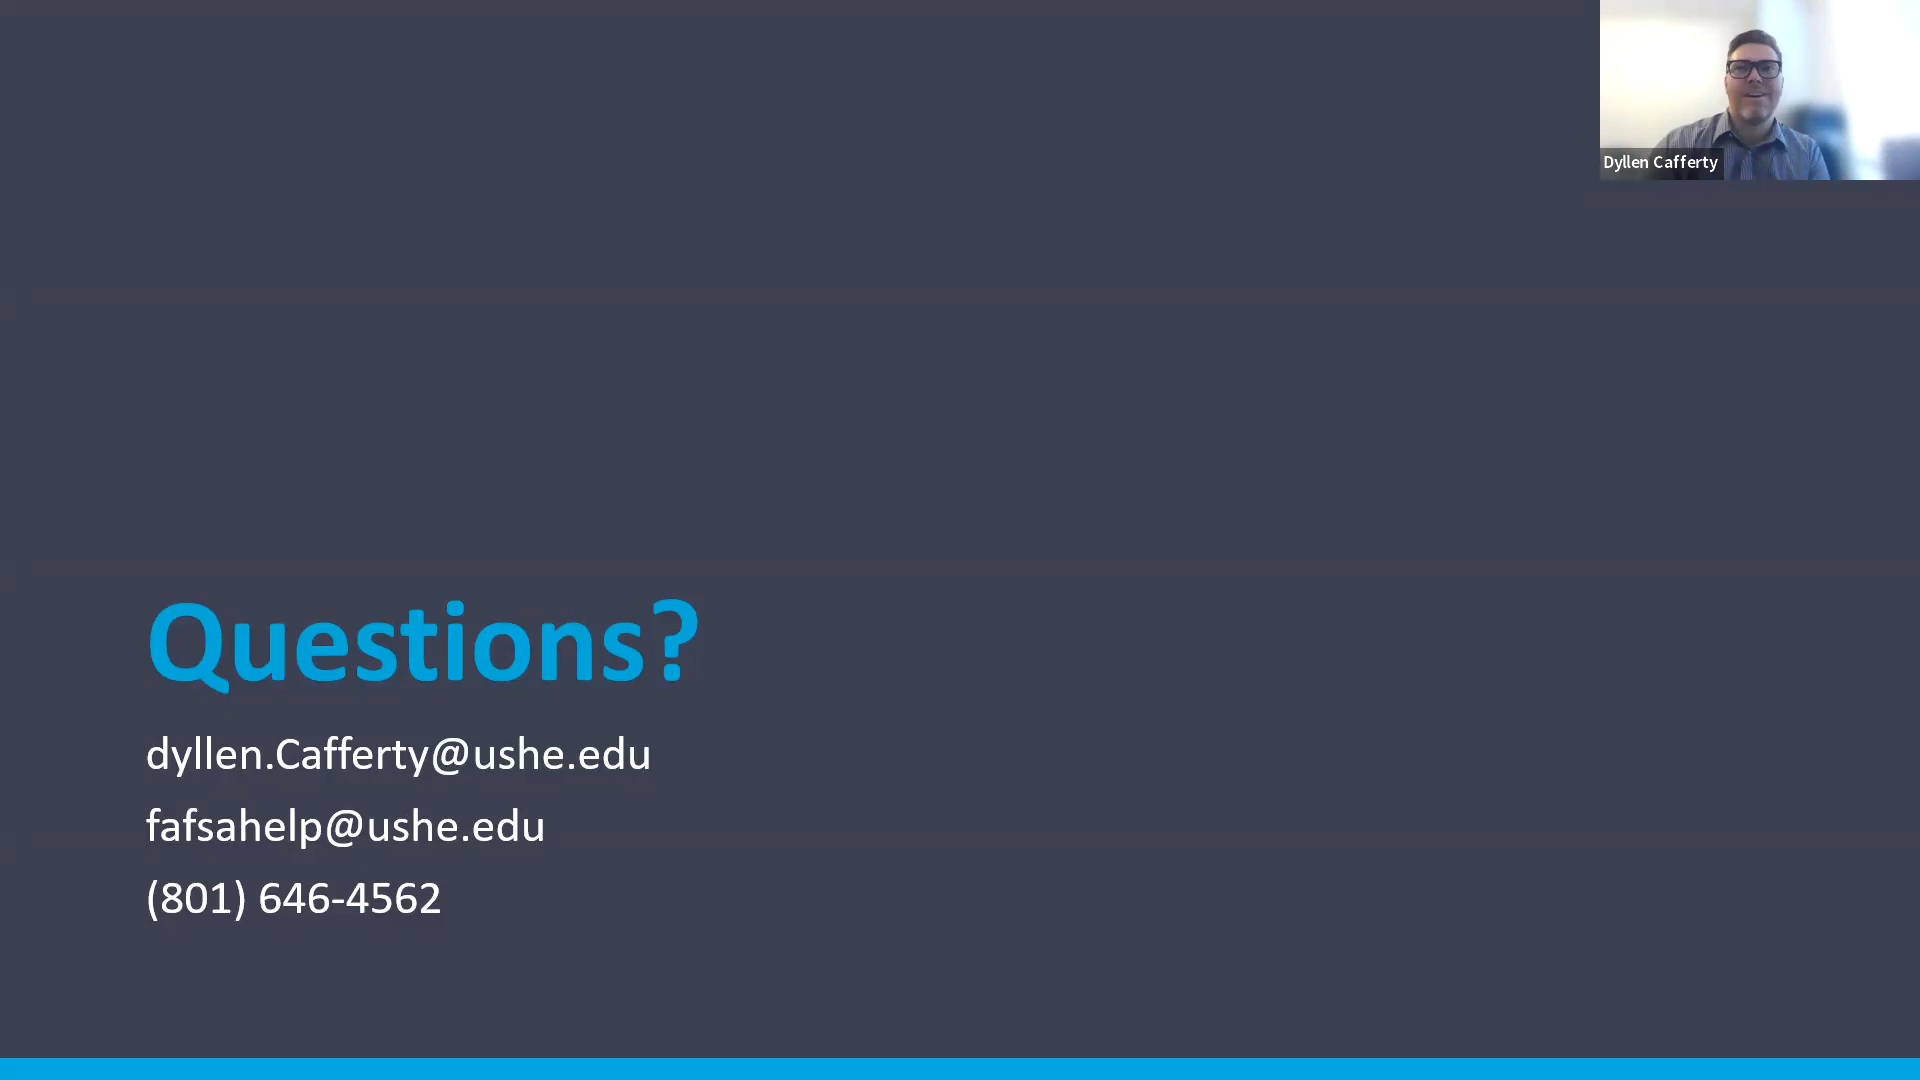 Dyllen Cafferty
Questions?
dyllen.Cafferty@ushe.edu
fafsahelp@ushe.edu
(801) 646-4562